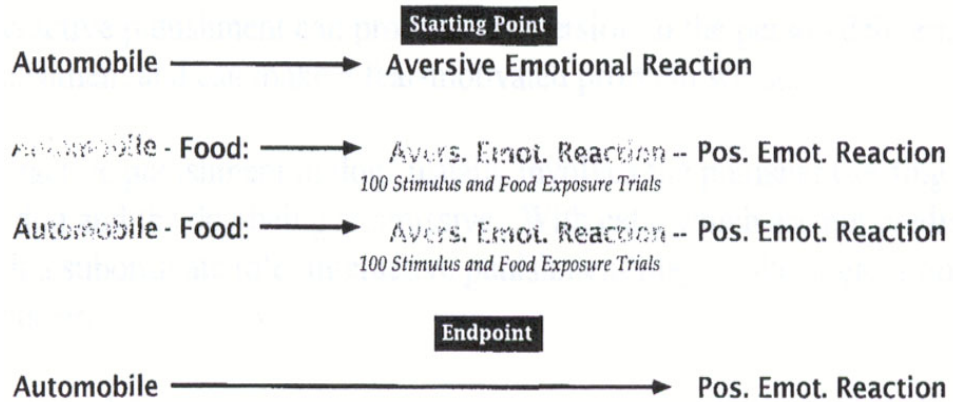 Starting Point
Automobile Aversive Emotional Reaction
Automobile - Food: Avers. Emot. Reaction -- Pos. Emot. Reaction
100 Stimulus and Food Exposure Trials
Automobile - Food: Avers. Emot. Reaction -- Pos. Emot. Reaction
100 Stimulus and Food Exposure Trials
Endpoint
Automobile Pos. Emot. Reaction